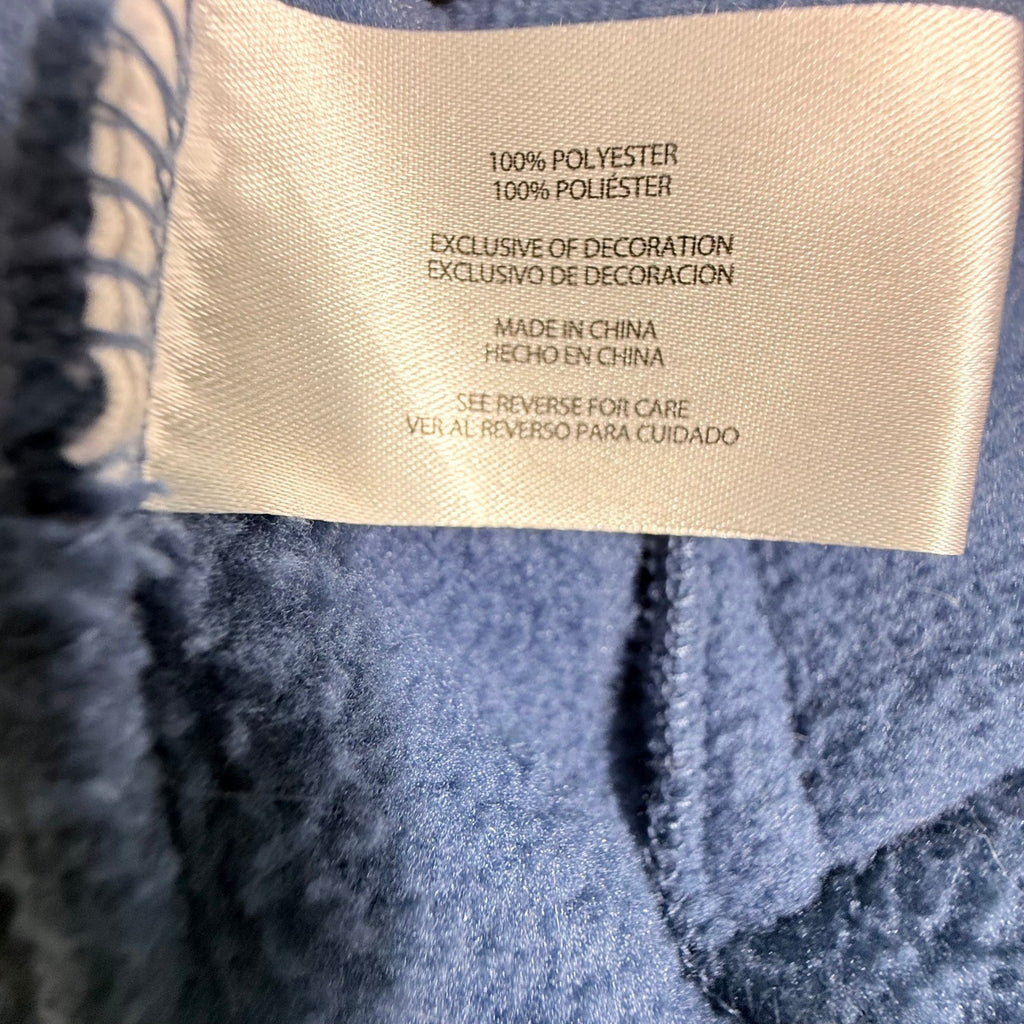 100% POLYESTER
100% POLIÉSTER
EXCLUSIVE OF DECORATION
EXCLUSIVO DE DECORACION
MADE IN CHINA
HECHO EN CHINA
SEE REVERSE FOR CARE
VER AL REVERSO PARA CUIDADO